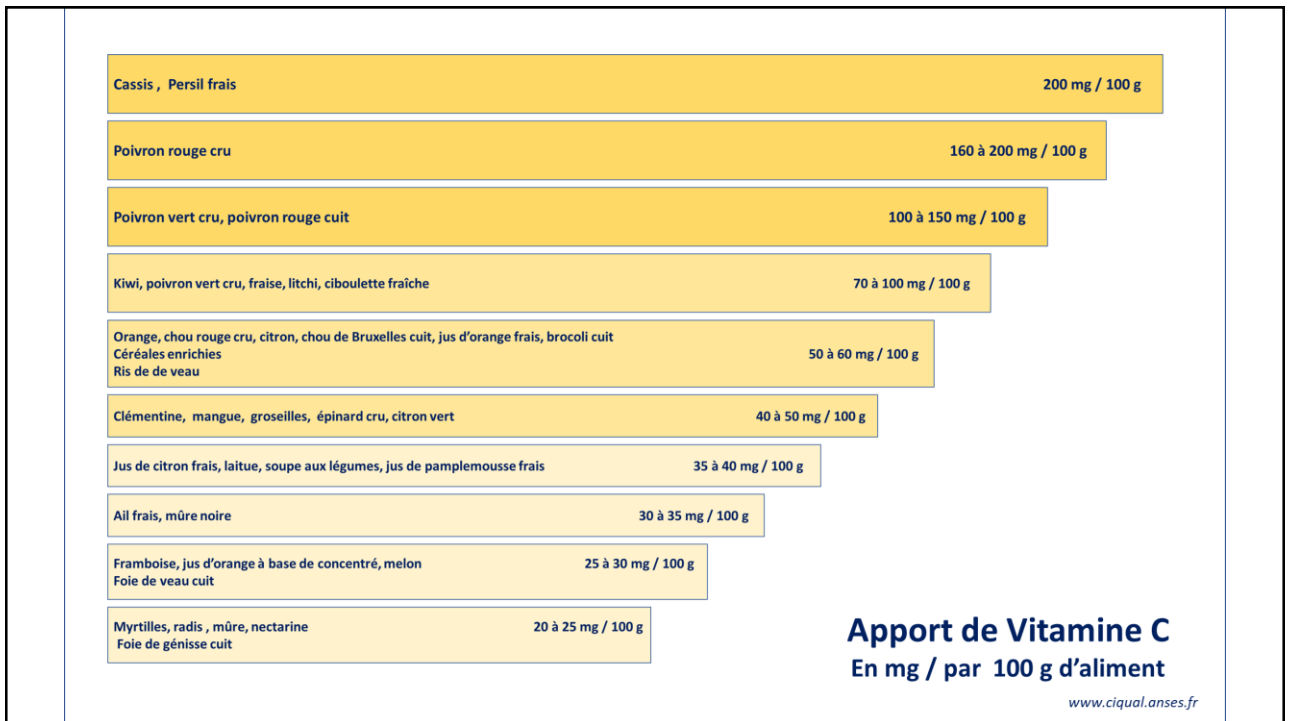 Cassis , Persil frais 200 mg / 100 g
Poivron rouge cru 160 à 200 mg / 100 g
Poivron vert cru, poivron rouge cuit 100 à 150 mg / 100 g
Kiwi, poivron vert cru, fraise, litchi, ciboulette fraîche 70 à 100 mg / 100 g
Orange, chou rouge cru, citron, chou de Bruxelles cuit, jus d'orange frais, brocoli cuit
Céréales enrichies 50 à 60 mg / 100 g
Ris de de veau
Clémentine, mangue, groseilles, épinard cru, citron vert 40 à 50 mg / 100 g
Jus de citron frais, laitue, soupe aux légumes, jus de pamplemousse frais 35 à 40 mg / 100 g
Ail frais, mûre noire 30 à 35 mg / 100 g
Framboise, jus d'orange à base de concentré, melon 25 à 30 mg / 100 g
Foie de veau cuit
Myrtilles, radis , mûre, nectarine 20 à 25 mg / 100 g
Foie de génisse cuit
Apport de Vitamine C
En mg / par 100 g d'aliment
www.ciqual.anses.fr